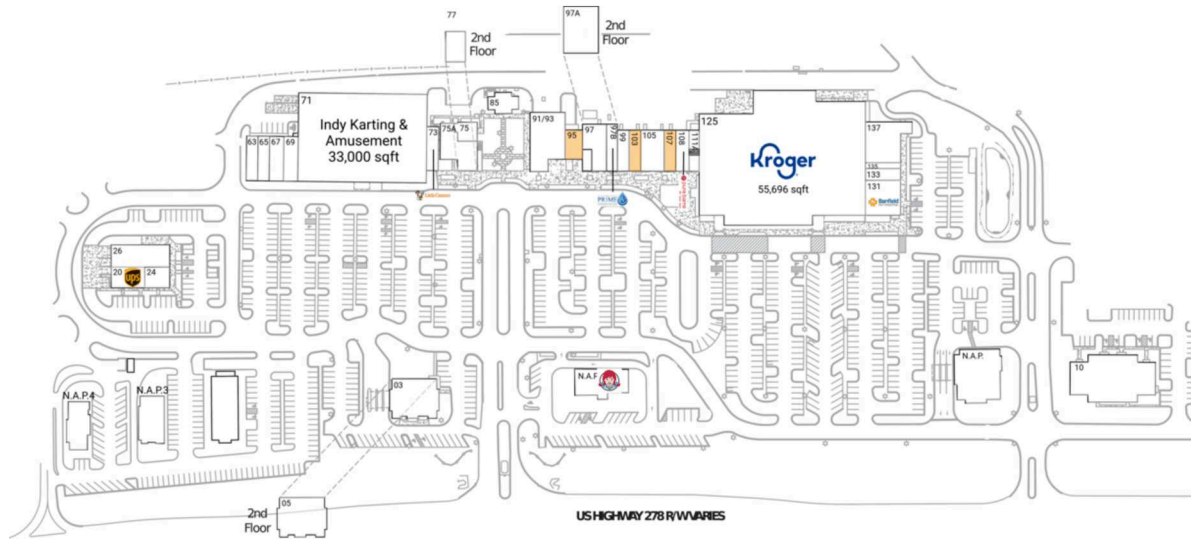 77
2nd
Floor
97A
2nd
Floor
71
Indy Karting &
Amusement
33,000 sqft
63
65
67
69
73
75A
75
85
91/93
95
97
97B
99
103
105
107
108
111
125
Kroger
55,696 sqft
137
135
133
131
Banfield
PR1ME
26
20
24
ups
N.A.P.4
N.A.P.3
03
N.A.P
N.A.P.
10
05
2nd
Floor
US HIGHWAY 278 R/W VARIES